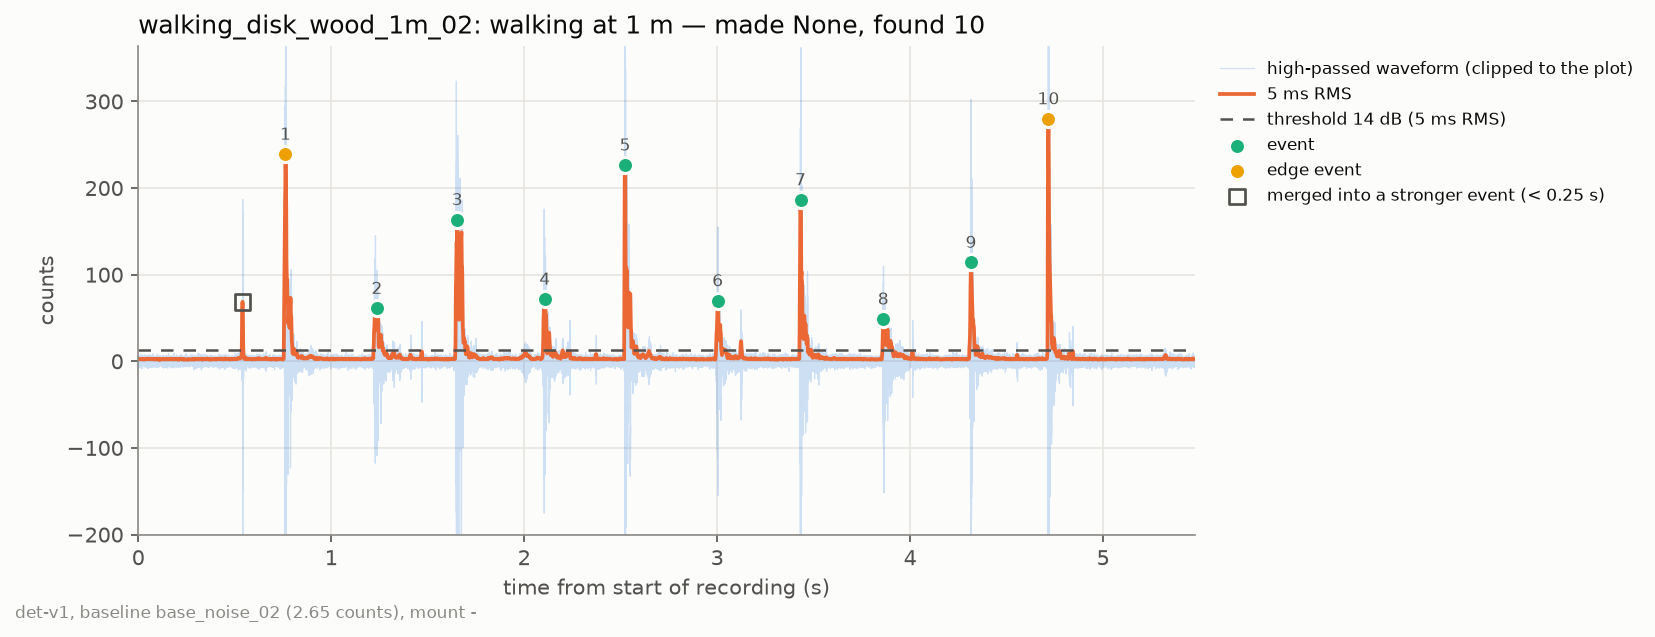 walking_disk_wood_1m_02: walking at 1 m — made None, found 10
high-passed waveform (clipped to the plot)
5 ms RMS
threshold 14 dB (5 ms RMS)
event
edge event
merged into a stronger event (< 0.25 s)
counts
300
200
100
0
−100
−200
1
2
3
4
5
6
7
8
9
10
0
1
2
3
4
5
time from start of recording (s)
det-v1, baseline base_noise_02 (2.65 counts), mount -